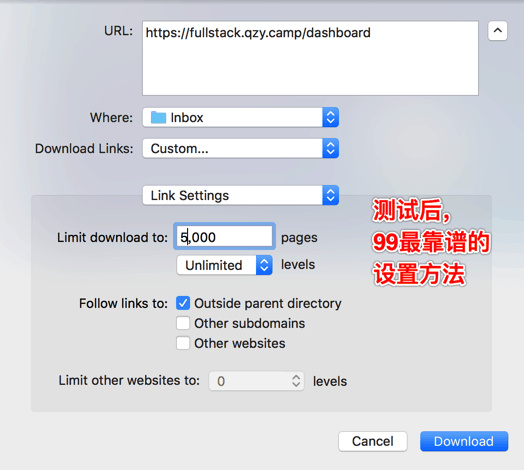 URL: https://fullstack.qzy.camp/dashboard
Where: Inbox
Download Links: Custom...
Link Settings
测试后，
99最靠谱的
设置方法
Limit download to: 5,000 pages
Unlimited levels
Follow links to: Outside parent directory
Other subdomains
Other websites
Limit other websites to: 0 levels
Cancel Download